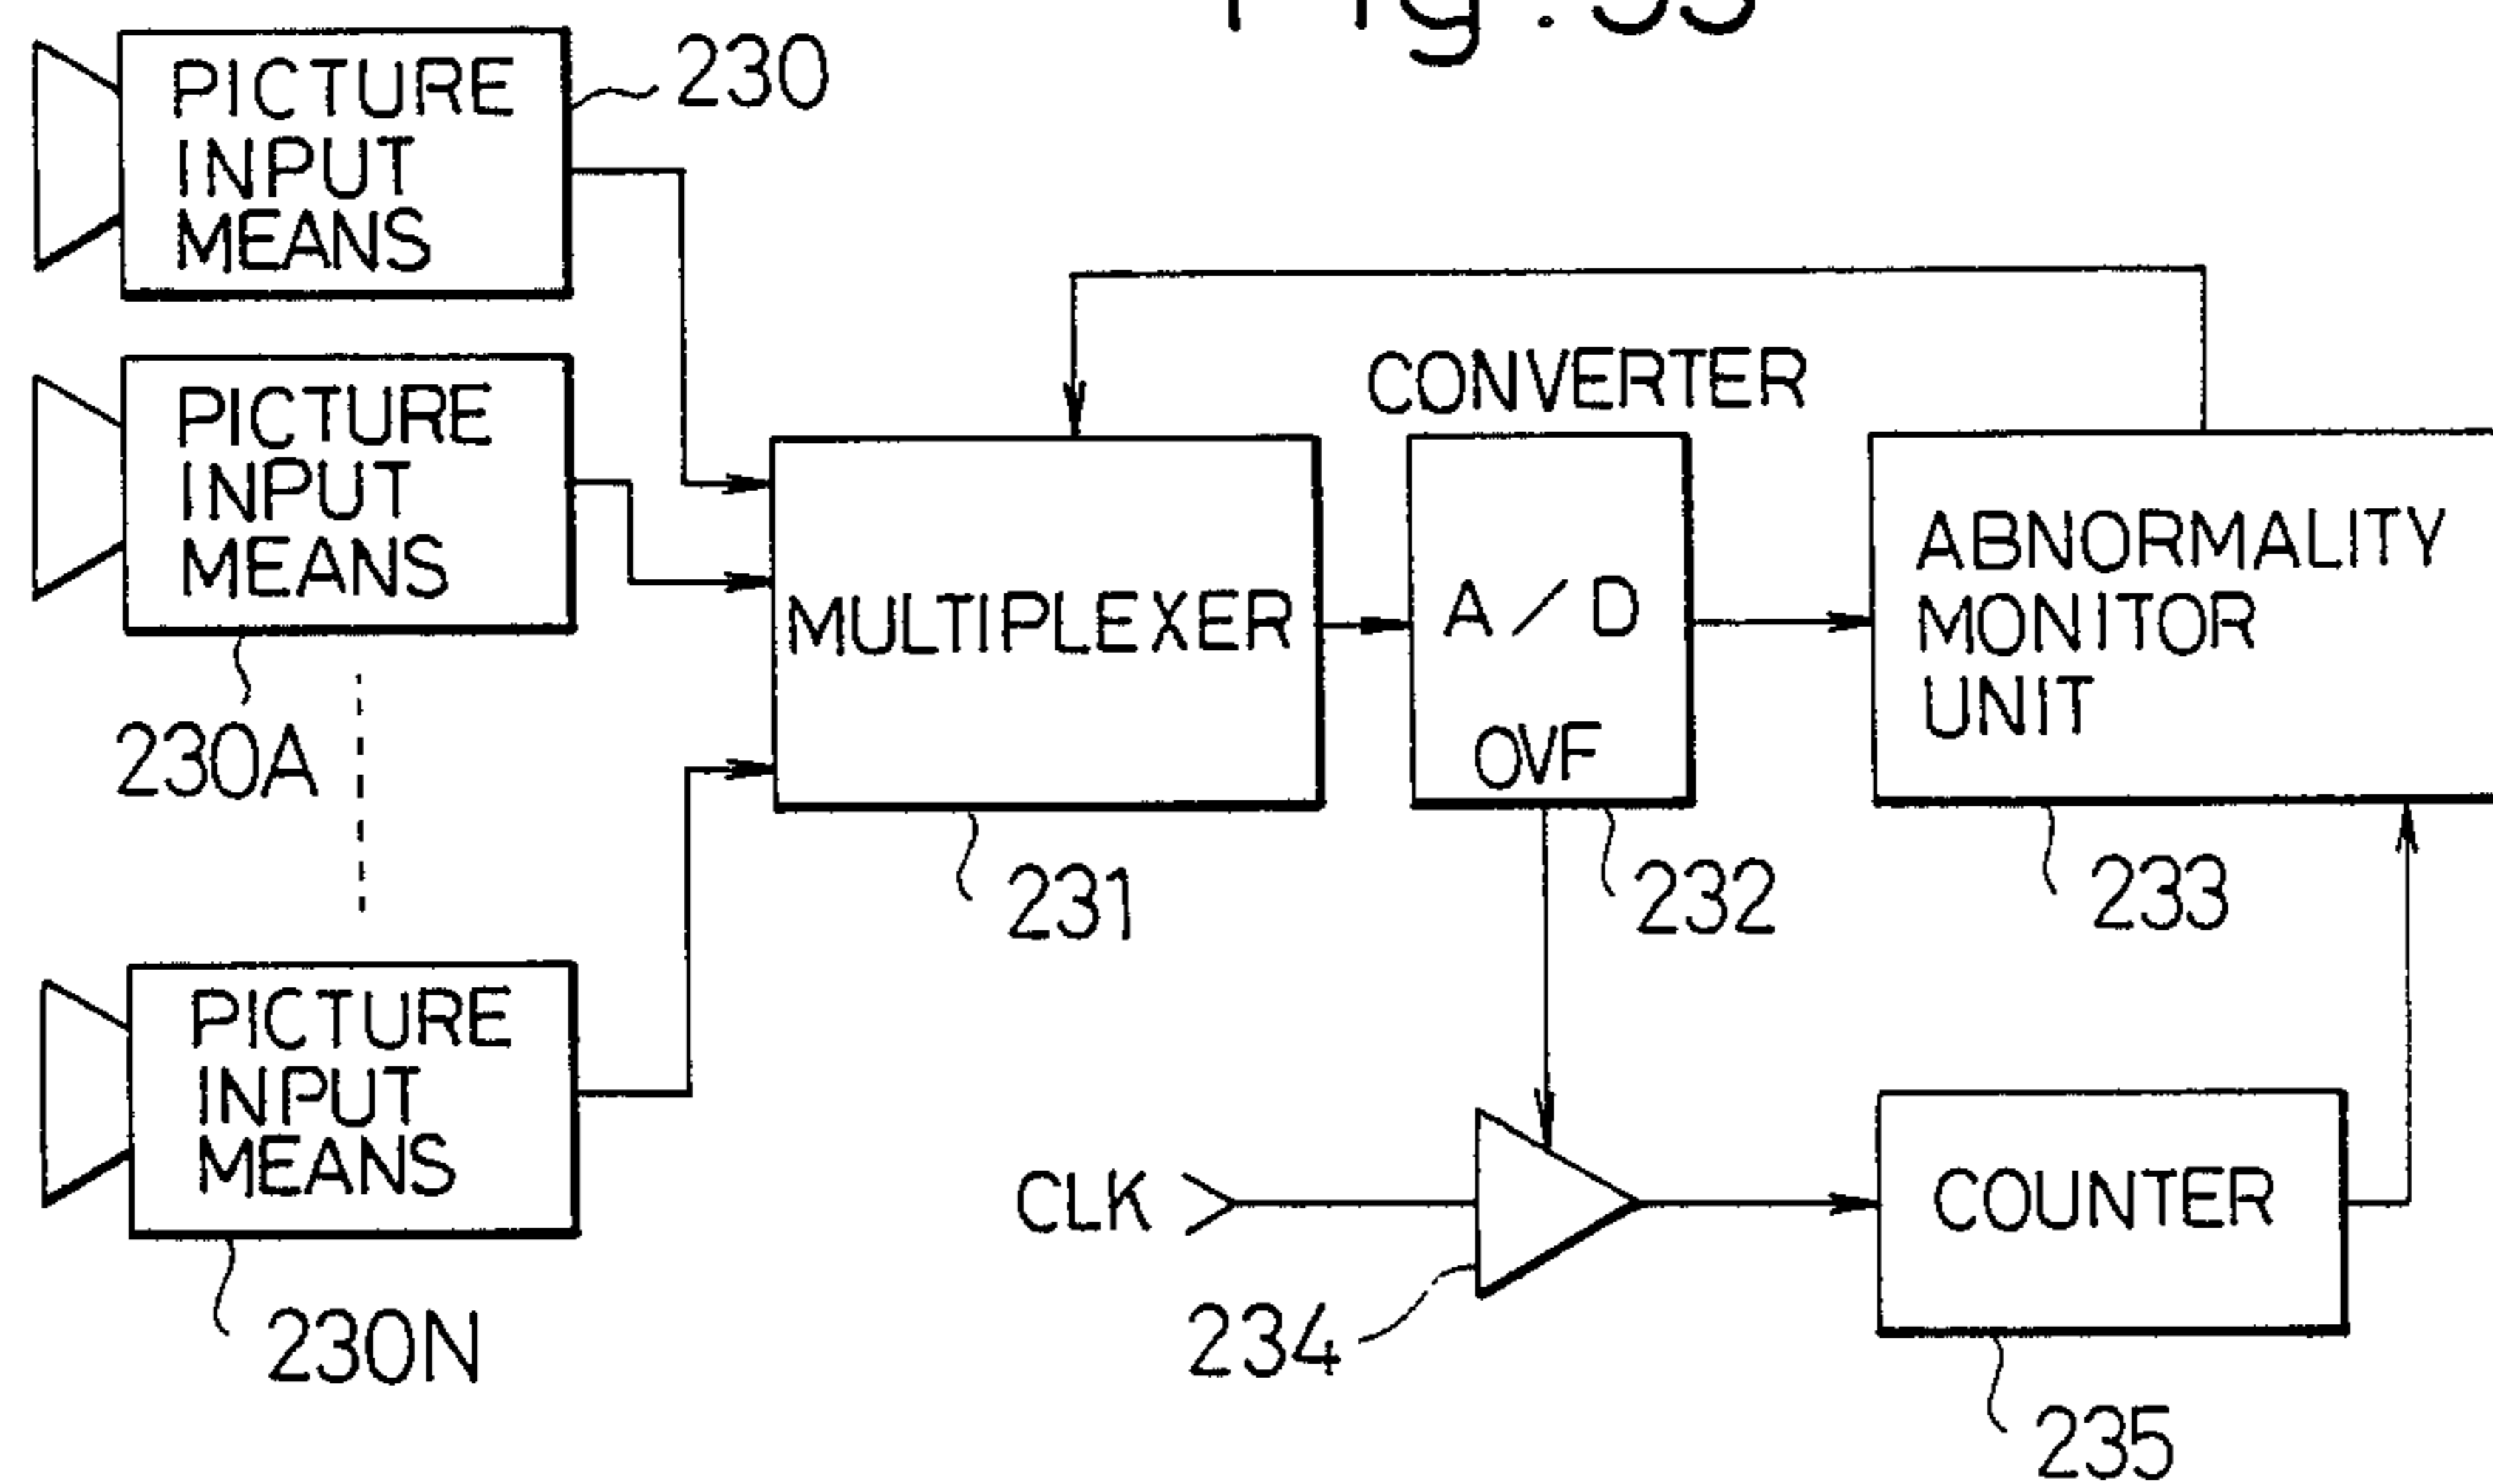 PICTURE
INPUT
MEANS
230
PICTURE
INPUT
MEANS
230A
PICTURE
INPUT
MEANS
230N
MULTIPLEXER
231
CONVERTER
A/D
OVF
232
ABNORMALITY
MONITOR
UNIT
233
CLK
234
COUNTER
235